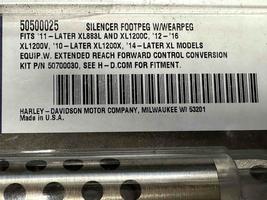 50500025 SILENCER FOOTPEG W/WEARPEG
FITS '11-LATER XL883L AND XL1200C, '12-'16
XL1200V, '10-LATER XL1200X, '14-LATER XL MODELS
EQUIP.W. EXTENDED REACH FORWARD CONTROL CONVERSION
KIT P/N 50700030, SEE H-D.COM FOR FITMENT.
HARLEY-DAVIDSON MOTOR COMPANY, MILWAUKEE WI 53201
Made in U.S.A.